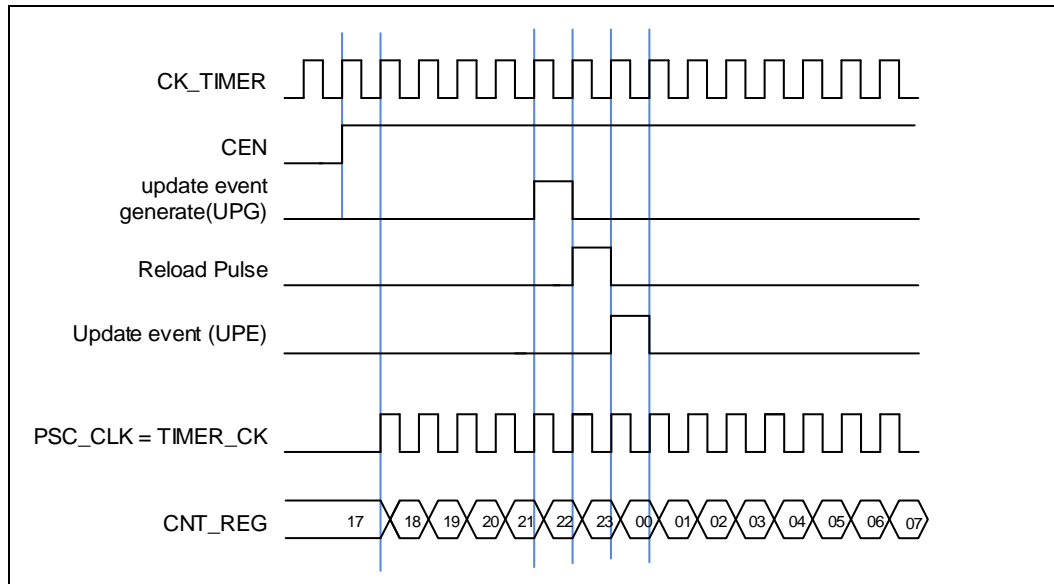 CK_TIMER
CEN
update event
generate(UPG)
Reload Pulse
Update event (UPE)
PSC_CLK = TIMER_CK
CNT_REG 17 18 19 20 21 22 23 00 01 02 03 04 05 06 07